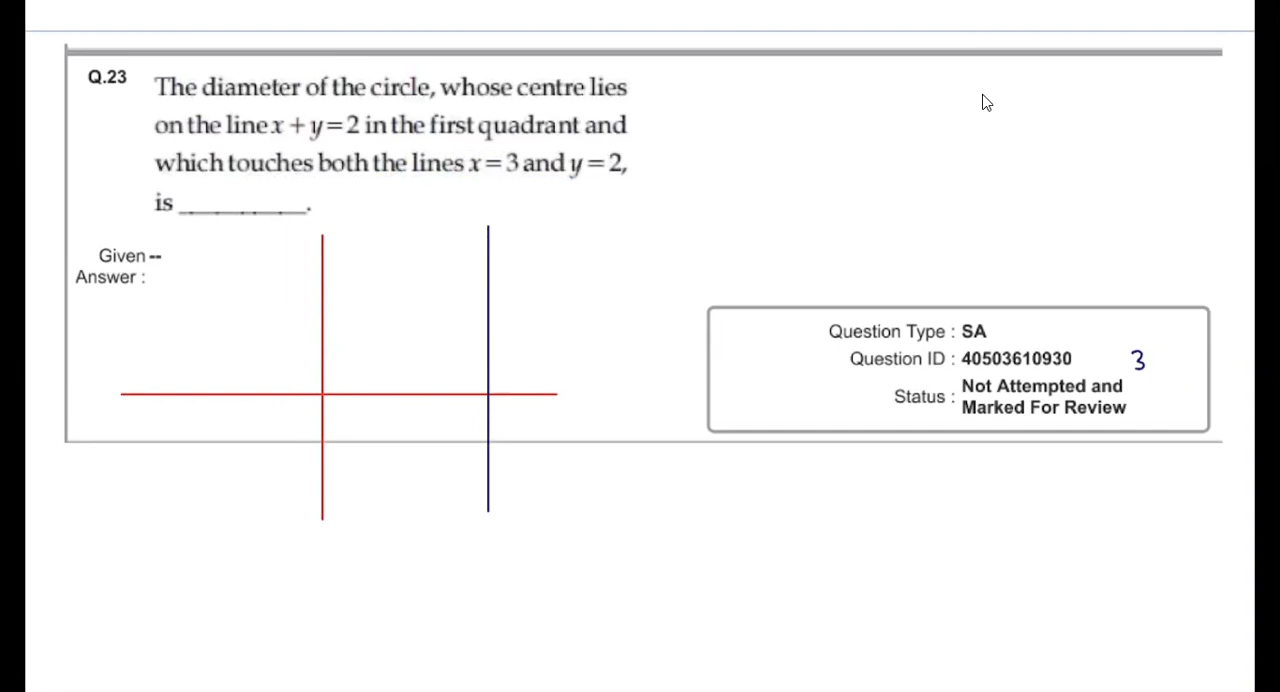 Q.23 The diameter of the circle, whose centre lies
on the line x + y = 2 in the first quadrant and
which touches both the lines x = 3 and y = 2,
is __________.
Given --
Answer :
Question Type : SA
Question ID : 40503610930
3
Status : Not Attempted and
Marked For Review